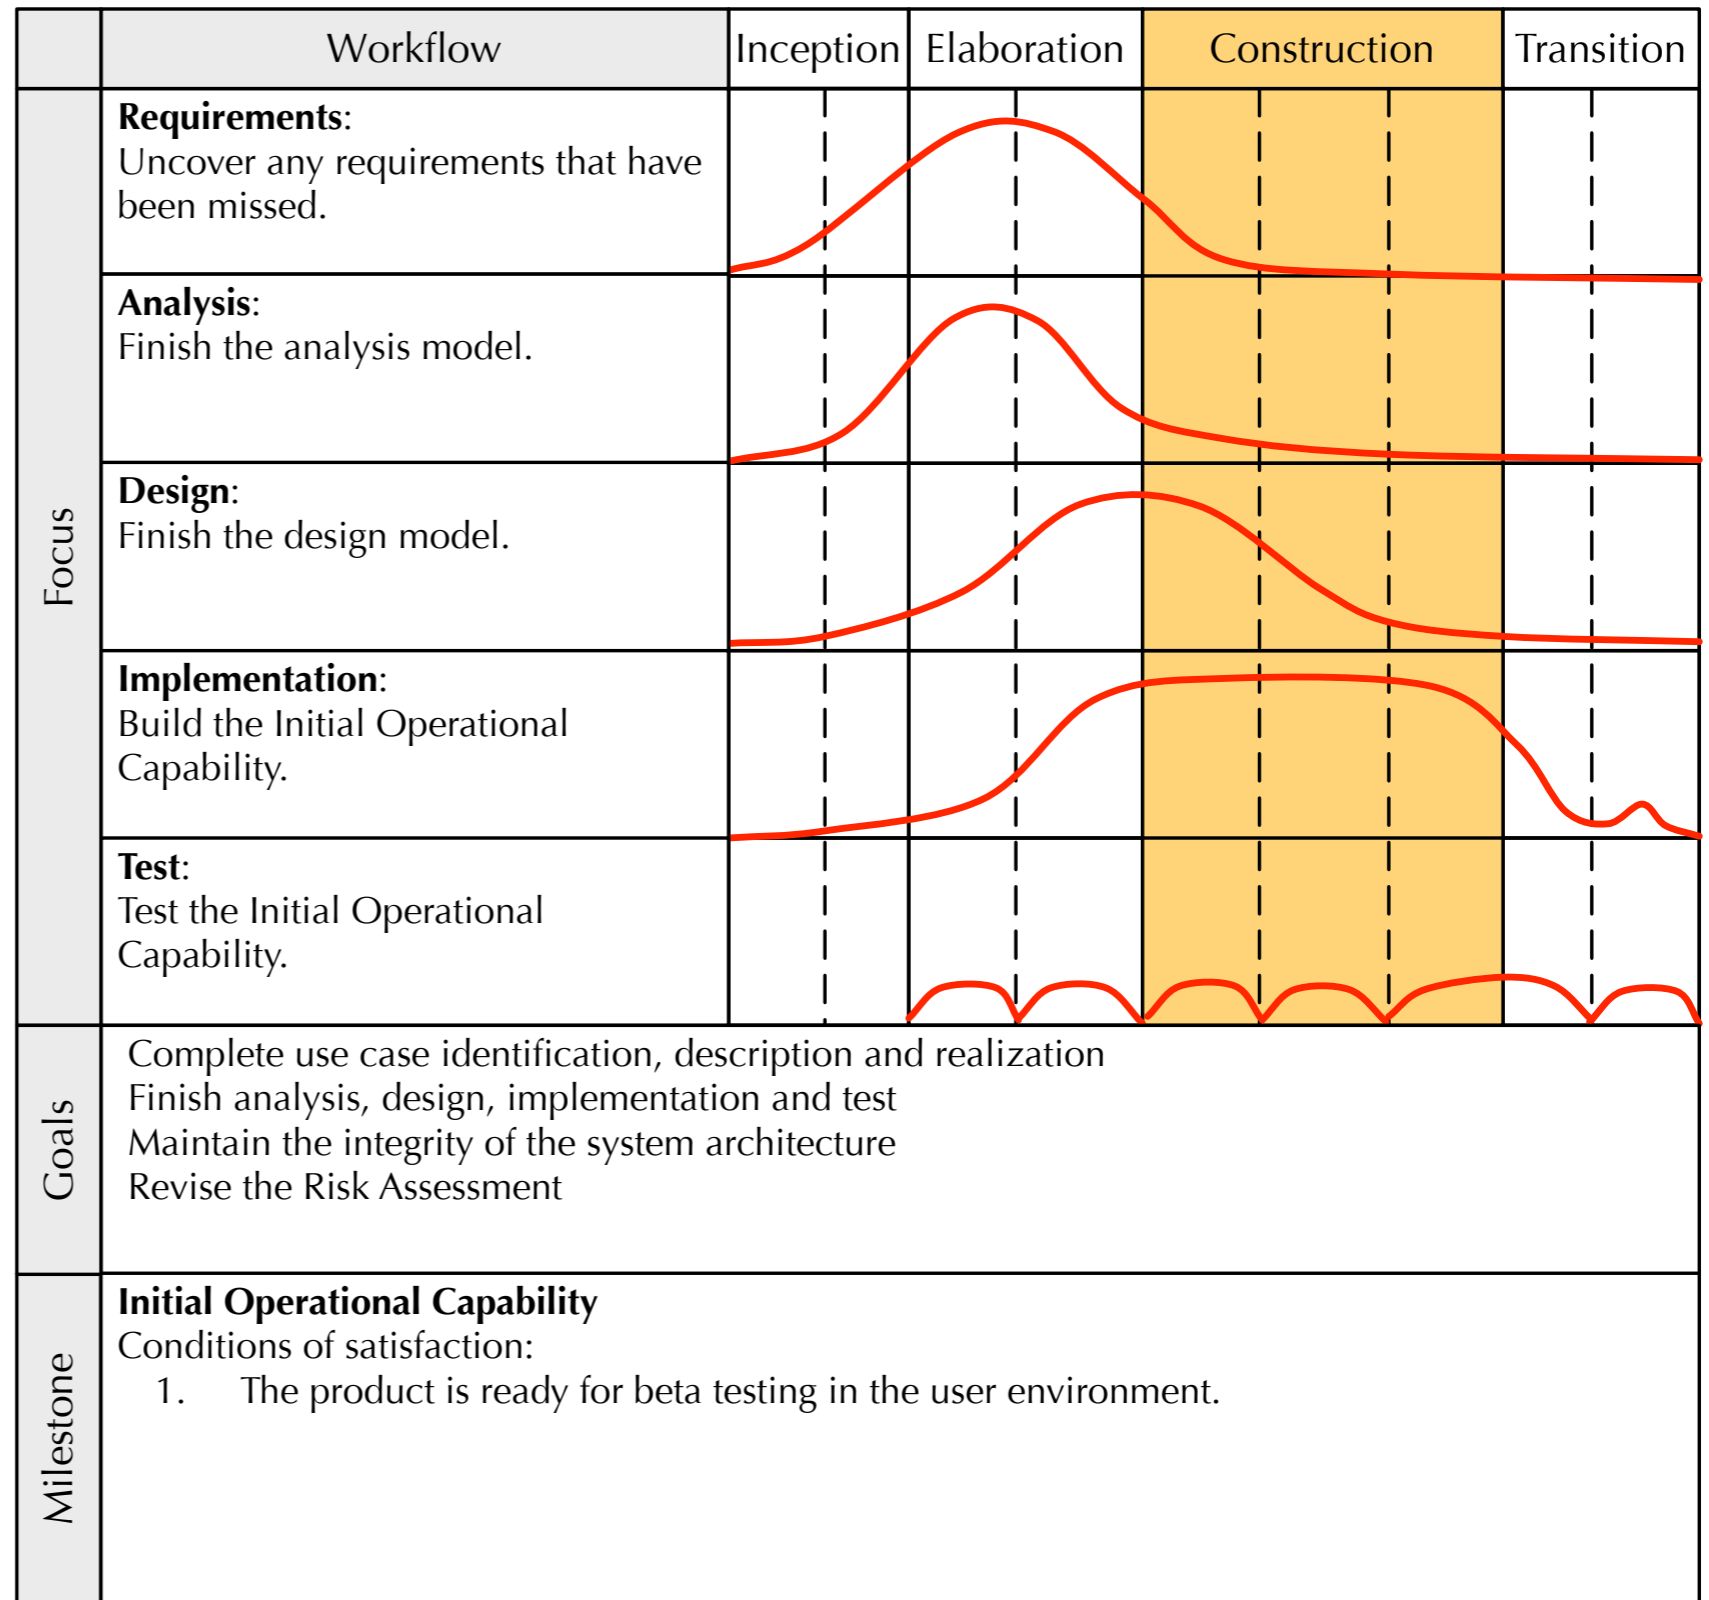 Workflow
Inception
Elaboration
Construction
Transition
Focus
Requirements:
Uncover any requirements that have
been missed.
Analysis:
Finish the analysis model.
Design:
Finish the design model.
Implementation:
Build the Initial Operational
Capability.
Test:
Test the Initial Operational
Capability.
Goals
Complete use case identification, description and realization
Finish analysis, design, implementation and test
Maintain the integrity of the system architecture
Revise the Risk Assessment
Milestone
Initial Operational Capability
Conditions of satisfaction:
1. The product is ready for beta testing in the user environment.